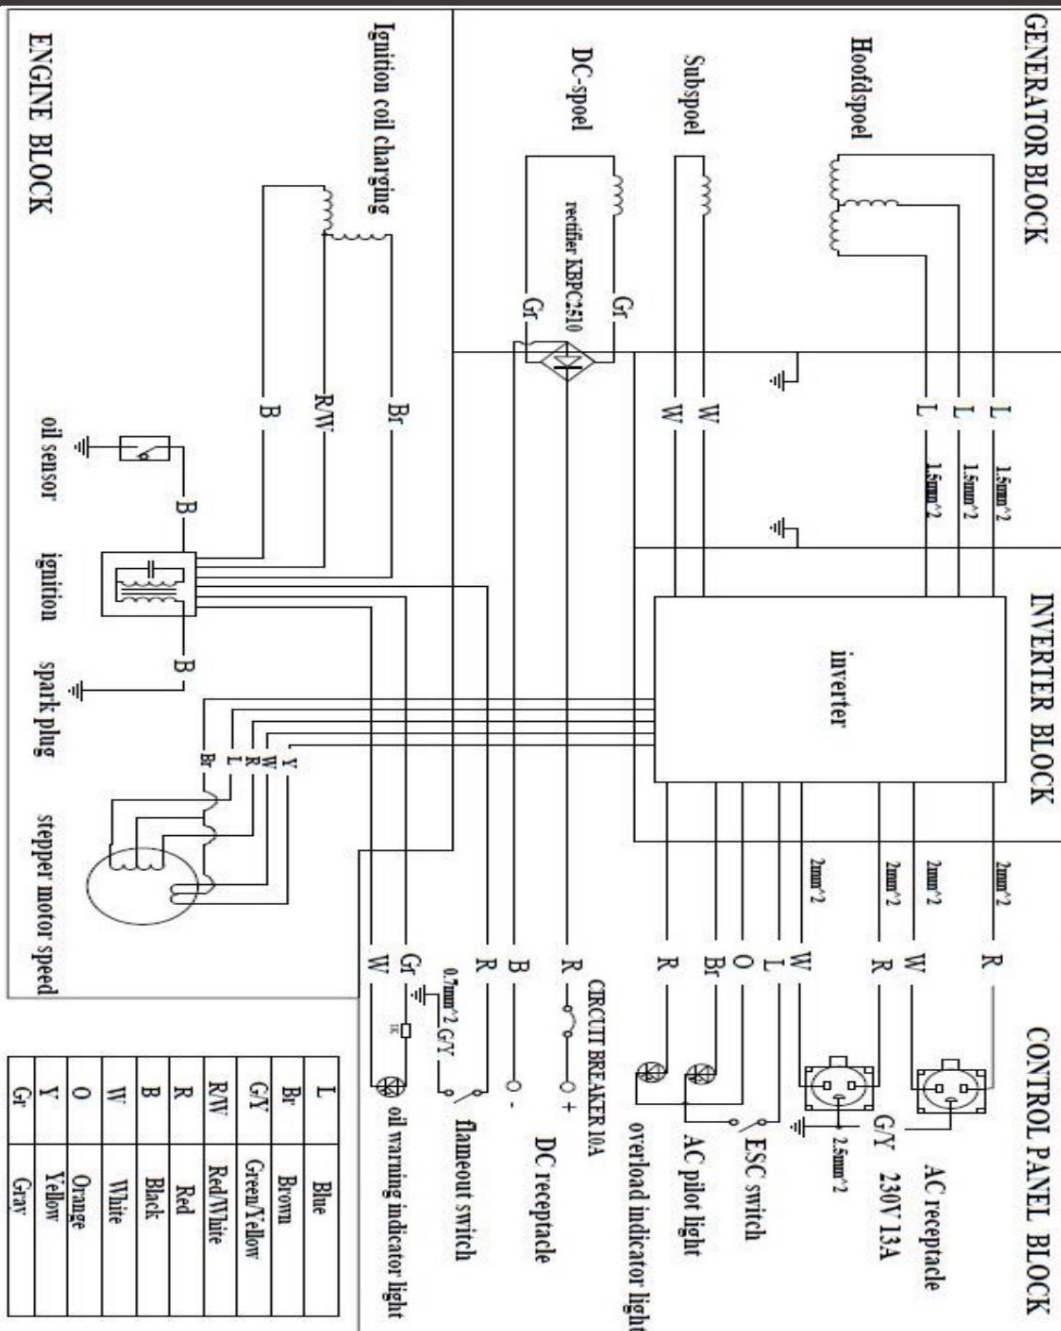 GENERATOR BLOCK
INVERTER BLOCK
CONTROL PANEL BLOCK
Hoofdspoel
Subspoel
DC-spoel
rectifier KBPC2510
Gr
Gr
L
L
L
1.5mm^2
1.5mm^2
1.5mm^2
W
W
inverter
2mm^2
2mm^2
2mm^2
2mm^2
R
W
R
W
L
O
Br
R
AC receptacle
230V 13A
G/Y
2.5mm^2
ESC switch
AC pilot light
overload indicator light
CIRCUIT BREAKER 10A
R
+
B
-
DC receptacle
R
0.7mm^2 G/Y
flameout switch
Gr
1K
W
oil warning indicator light
ENGINE BLOCK
Ignition coil charging
Br
R/W
B
B
B
oil sensor
ignition
spark plug
stepper motor speed
Y
W
R
L
Br
L Blue
Br Brown
G/Y Green/Yellow
R/W Red/White
R Red
B Black
W White
O Orange
Y Yellow
Gr Gray